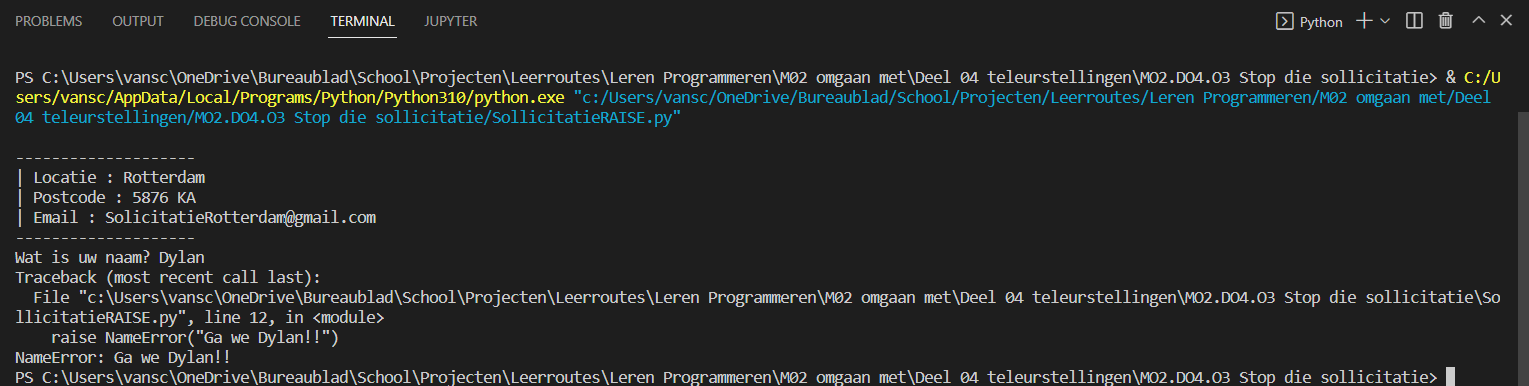 PROBLEMS OUTPUT DEBUG CONSOLE TERMINAL JUPYTER Python
PS C:\Users\vansc\OneDrive\Bureaublad\School\Projecten\Leerroutes\Leren Programmeren\M02 omgaan met\Deel 04 teleurstellingen\MO2.DO4.O3 Stop die sollicitatie> & C:/U
sers/vansc/AppData/Local/Programs/Python/Python310/python.exe "c:/Users/vansc/OneDrive/Bureaublad/School/Projecten/Leerroutes/Leren Programmeren/M02 omgaan met/Deel
04 teleurstellingen/MO2.DO4.O3 Stop die sollicitatie/SollicitatieRAISE.py"
--------------------
| Locatie : Rotterdam
| Postcode : 5876 KA
| Email : SolicitatieRotterdam@gmail.com
--------------------
Wat is uw naam? Dylan
Traceback (most recent call last):
  File "c:\Users\vansc\OneDrive\Bureaublad\School\Projecten\Leerroutes\Leren Programmeren\M02 omgaan met\Deel 04 teleurstellingen\MO2.DO4.O3 Stop die sollicitatie\So
llicitatieRAISE.py", line 12, in <module>
    raise NameError("Ga we Dylan!!")
NameError: Ga we Dylan!!
PS C:\Users\vansc\OneDrive\Bureaublad\School\Projecten\Leerroutes\Leren Programmeren\M02 omgaan met\Deel 04 teleurstellingen\MO2.DO4.O3 Stop die sollicitatie>